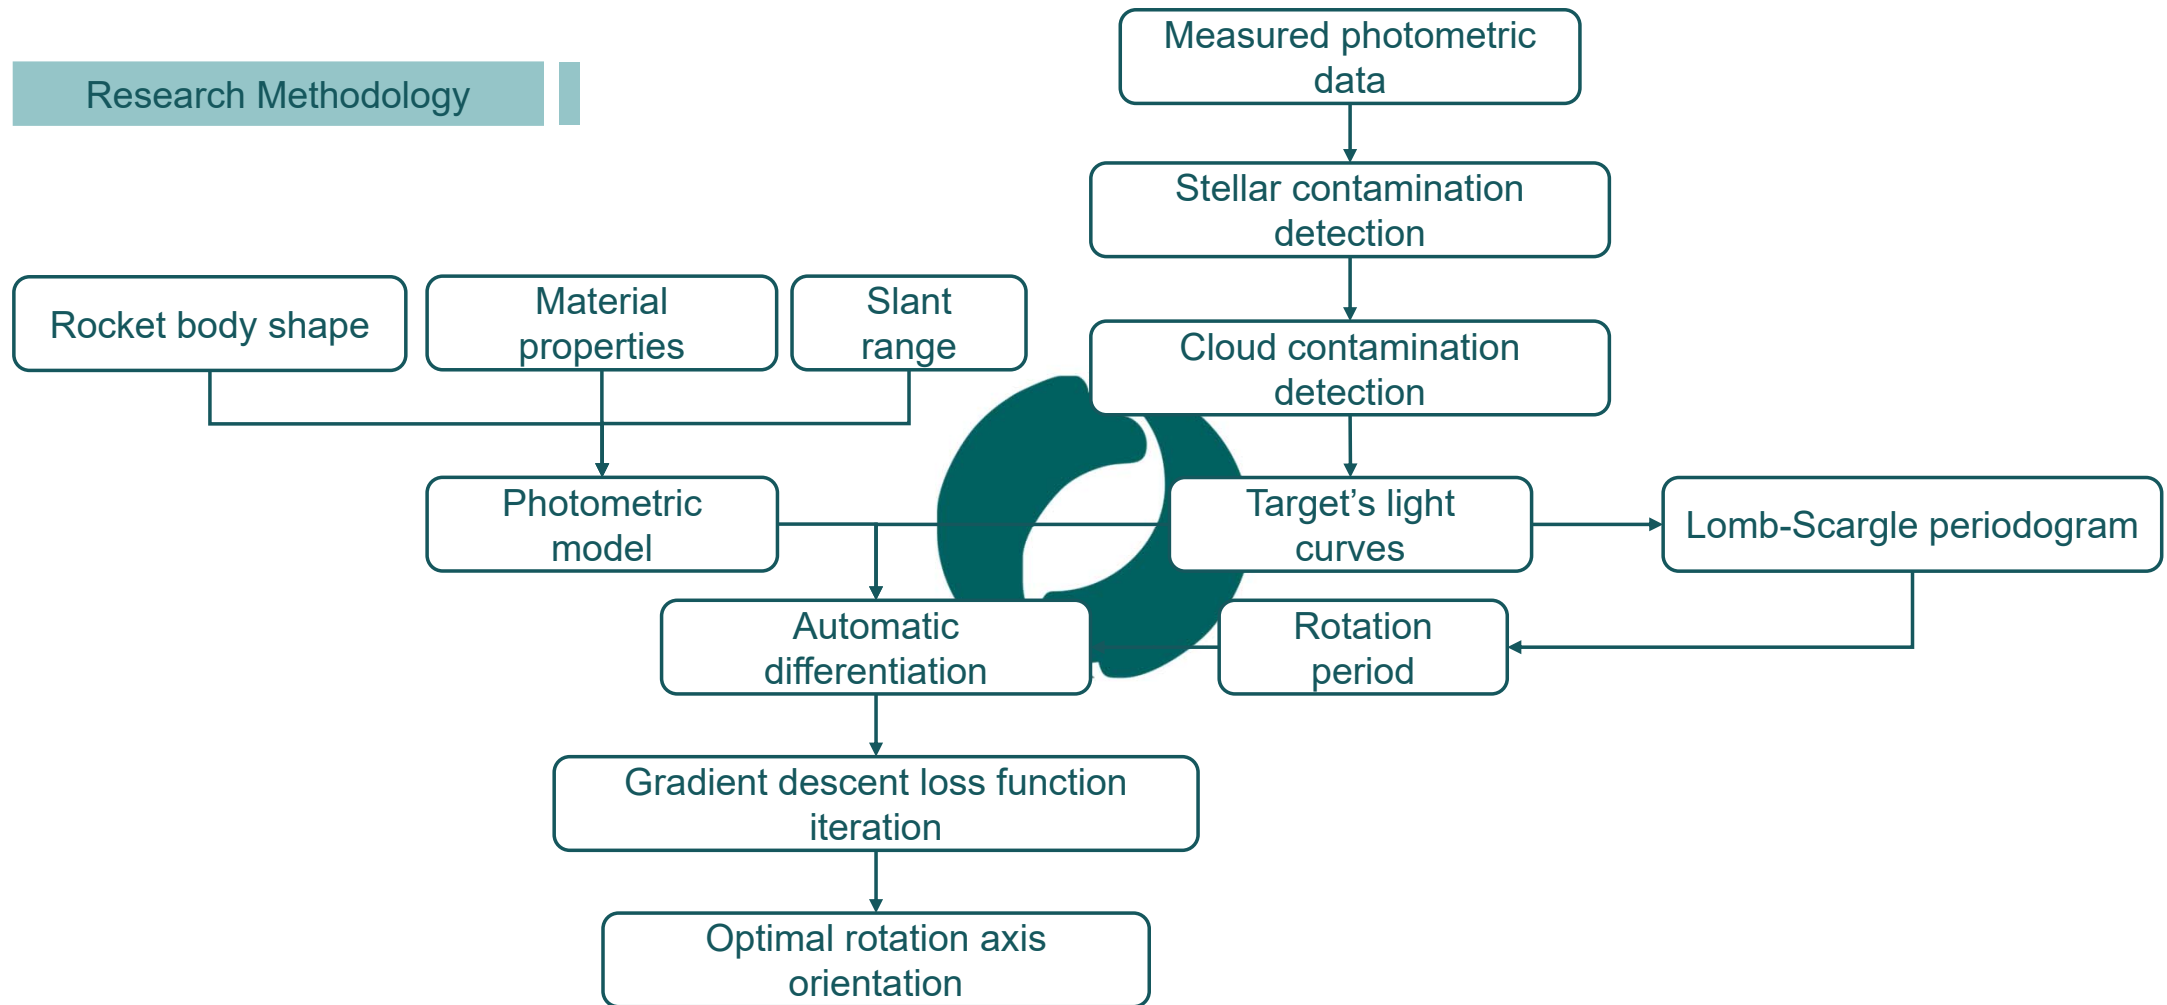 Research Methodology
Measured photometric
data
Stellar contamination
detection
Cloud contamination
detection
Rocket body shape
Material
properties
Slant
range
Photometric
model
Target’s light
curves
Lomb-Scargle periodogram
Automatic
differentiation
Rotation
period
Gradient descent loss function
iteration
Optimal rotation axis
orientation